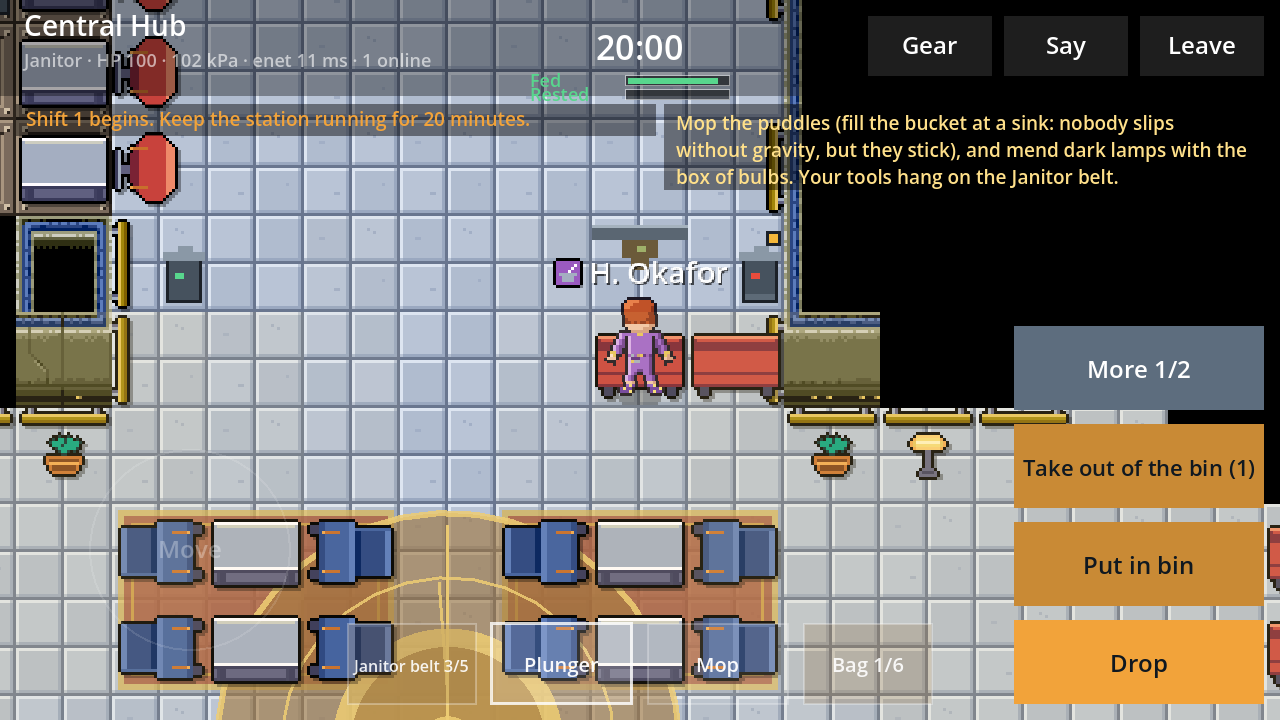 Central Hub
Janitor · HP 100 · 102 kPa · enet 11 ms · 1 online
20:00
Fed
Rested
Gear
Say
Leave
Shift 1 begins. Keep the station running for 20 minutes.
Mop the puddles (fill the bucket at a sink: nobody slips
without gravity, but they stick), and mend dark lamps with the
box of bulbs. Your tools hang on the Janitor belt.
H. Okafor
More 1/2
Take out of the bin (1)
Put in bin
Drop
Move
Janitor belt 3/5
Plunger
Mop
Bag 1/6